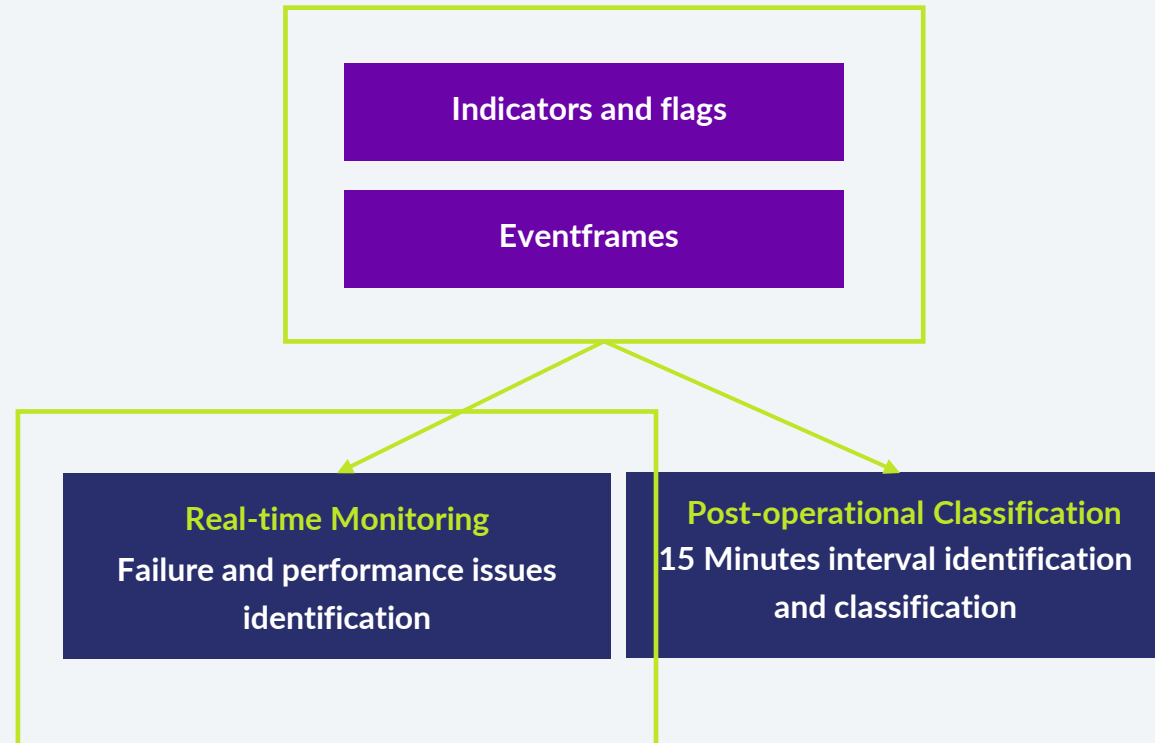 Indicators and flags
Eventframes
Real-time Monitoring
Failure and performance issues
identification
Post-operational Classification
15 Minutes interval identification
and classification